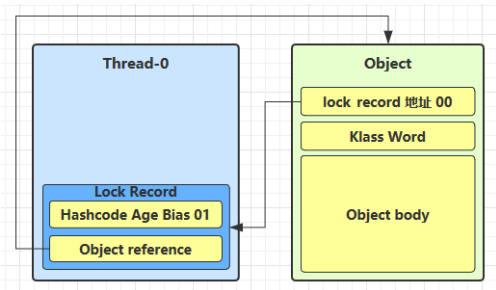 Thread-0
Lock Record
Hashcode Age Bias 01
Object reference
Object
lock record 地址 00
Klass Word
Object body